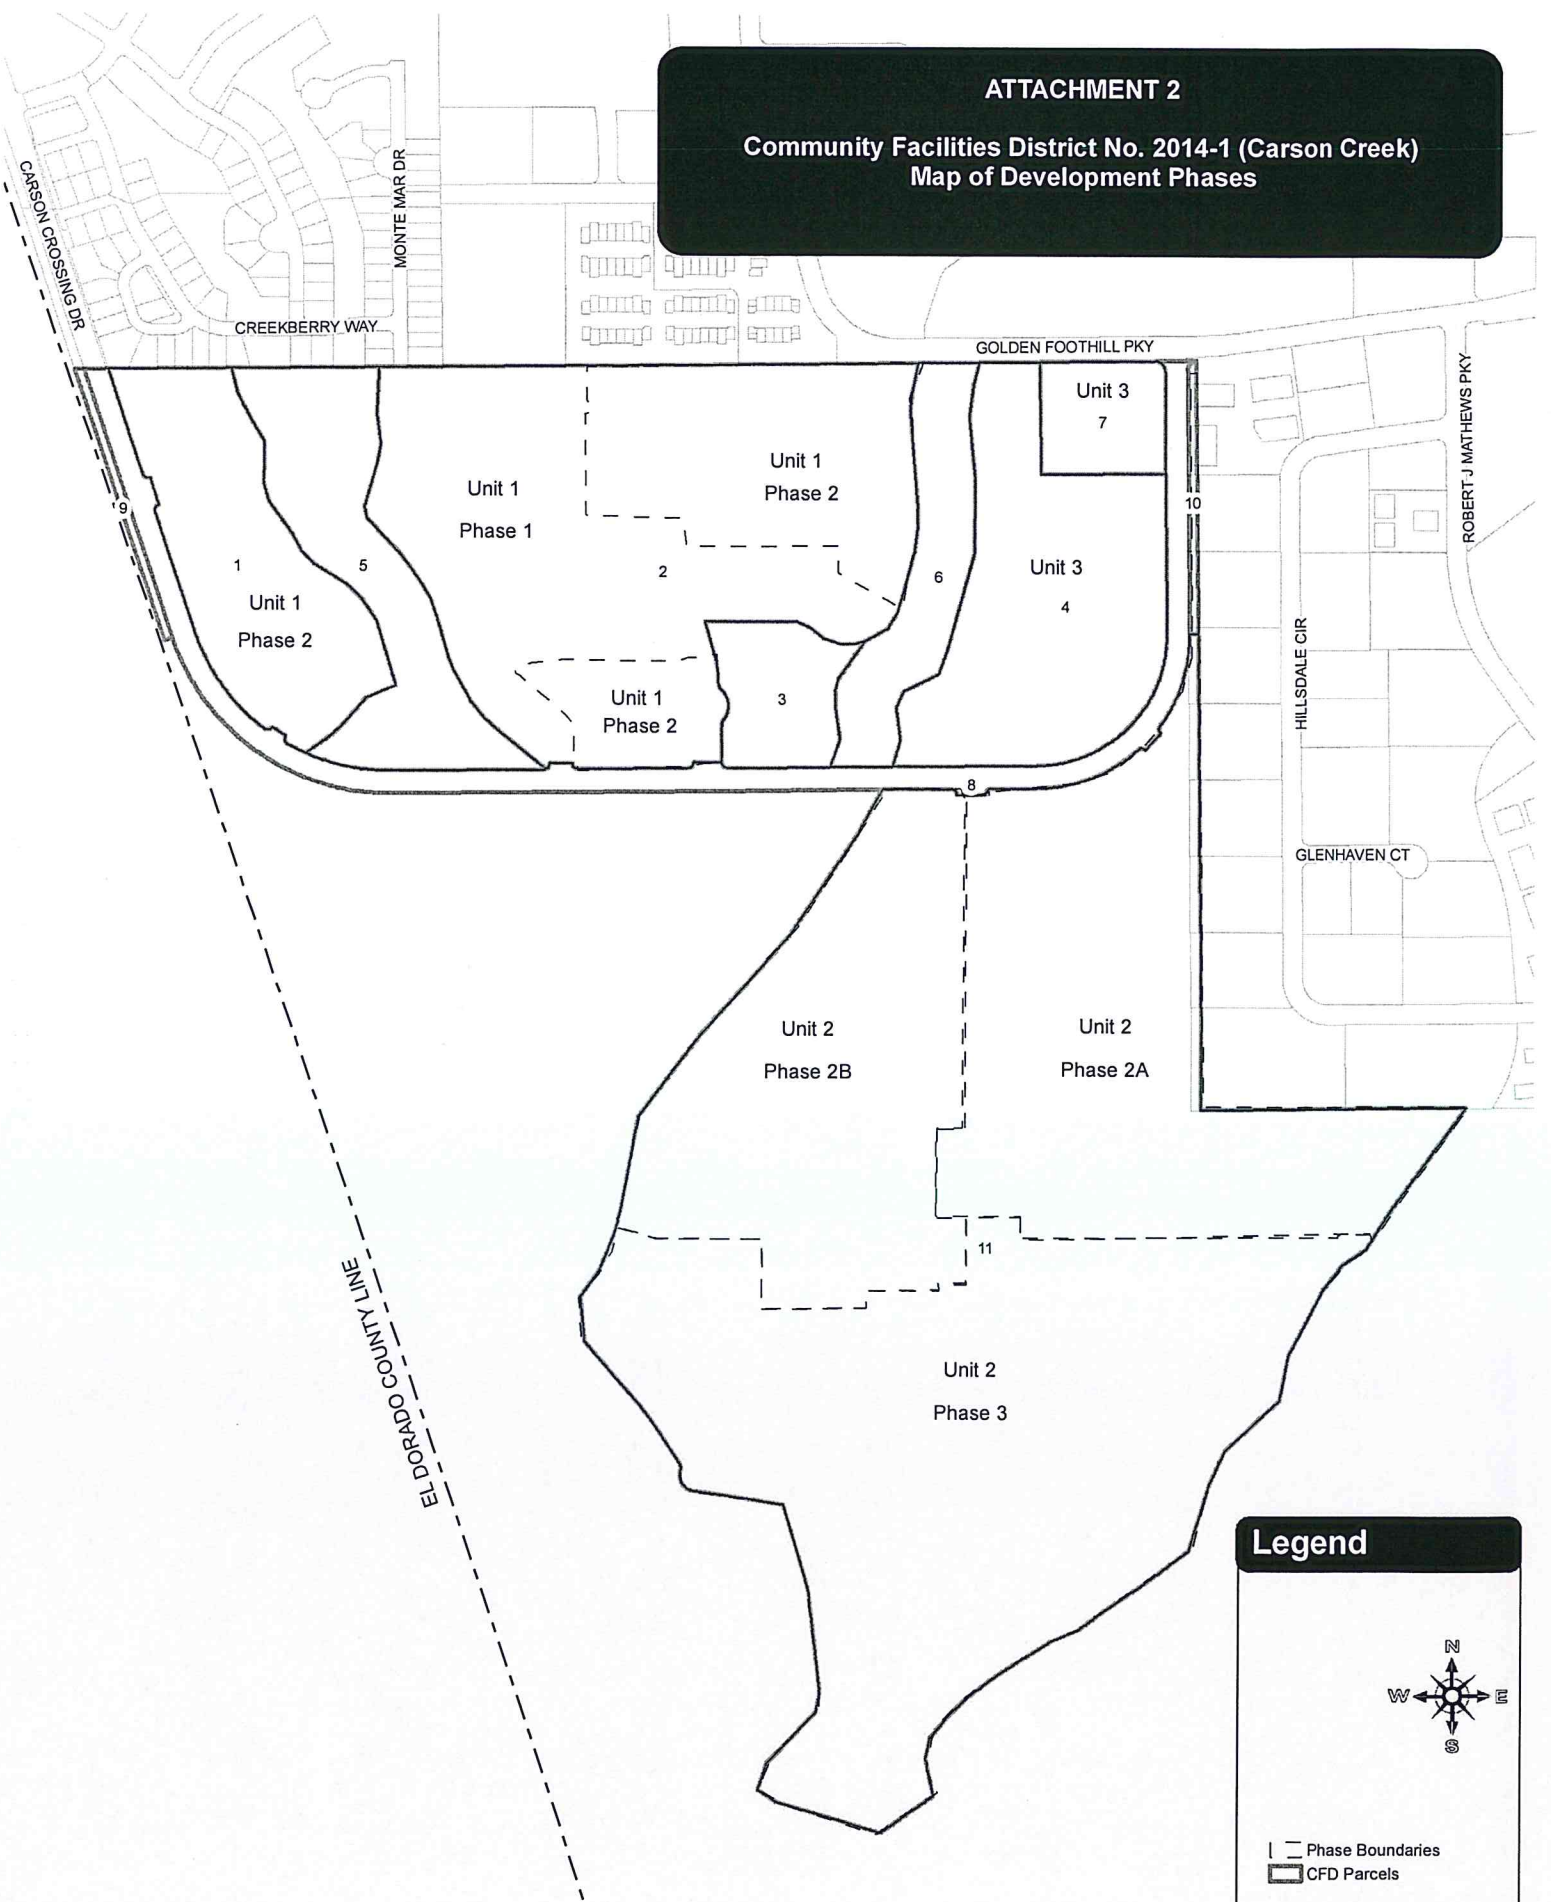 ATTACHMENT 2
Community Facilities District No. 2014-1 (Carson Creek)
Map of Development Phases
CARSON CROSSING DR
MONTE MAR DR
CREEKBERRY WAY
GOLDEN FOOTHILL PKY
ROBERT J MATHEWS PKY
HILLSDALE CIR
GLENHAVEN CT
EL DORADO COUNTY LINE
9
1
Unit 1
Phase 2
5
Unit 1
Phase 1
2
Unit 1
Phase 2
Unit 1
Phase 2
3
6
Unit 3
7
Unit 3
4
10
8
Unit 2
Phase 2B
Unit 2
Phase 2A
11
Unit 2
Phase 3
Legend
N
W
E
S
Phase Boundaries
CFD Parcels